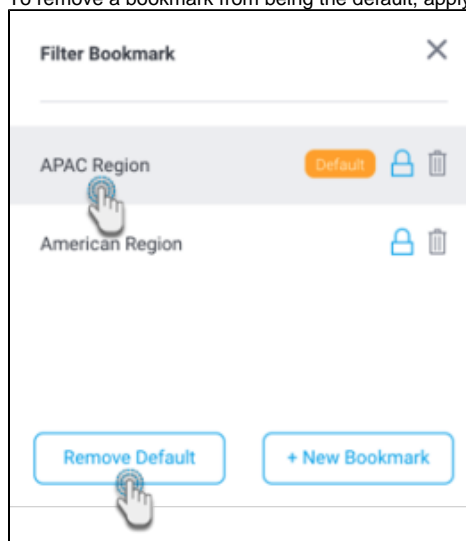 To remove a bookmark from being the default, apply
Filter Bookmark
APAC Region Default
American Region
Remove Default + New Bookmark